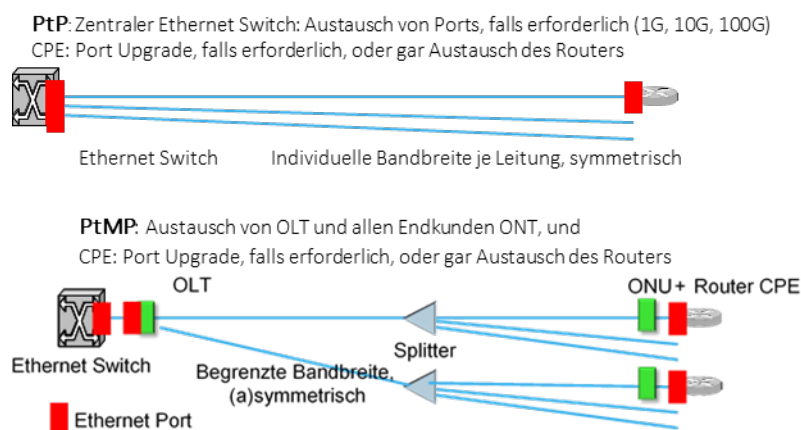 PtP: Zentraler Ethernet Switch: Austausch von Ports, falls erforderlich (1G, 10G, 100G)
CPE: Port Upgrade, falls erforderlich, oder gar Austausch des Routers
Ethernet Switch
Individuelle Bandbreite je Leitung, symmetrisch
PtMP: Austausch von OLT und allen Endkunden ONT, und
CPE: Port Upgrade, falls erforderlich, oder gar Austausch des Routers
OLT
ONU + Router CPE
Ethernet Switch
Splitter
Begrenzte Bandbreite,
(a)symmetrisch
Ethernet Port